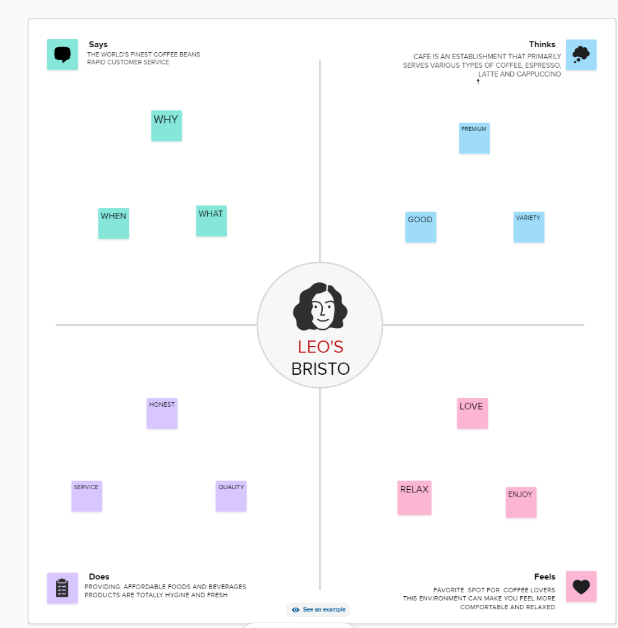 Says
THE WORLD'S FINEST COFFEE BEANS
RAPID CUSTOMER SERVICE
Thinks
CAFE IS AN ESTABLISHMENT THAT PRIMARILY
SERVES VARIOUS TYPES OF COFFEE, ESPRESSO,
LATTE AND CAPPUCCINO
WHY
WHEN
WHAT
PREMIUM
GOOD
VARIETY
LEO'S
BRISTO
HONEST
SERVICE
QUALITY
LOVE
RELAX
ENJOY
Does
PROVIDING AFFORDABLE FOODS AND BEVERAGES
PRODUCTS ARE TOTALLY HYGINE AND FRESH
Feels
FAVORITE SPOT FOR COFFEE LOVERS
THIS ENVIRONMENT CAN MAKE YOU FEEL MORE
COMFORTABLE AND RELAXED
See an example